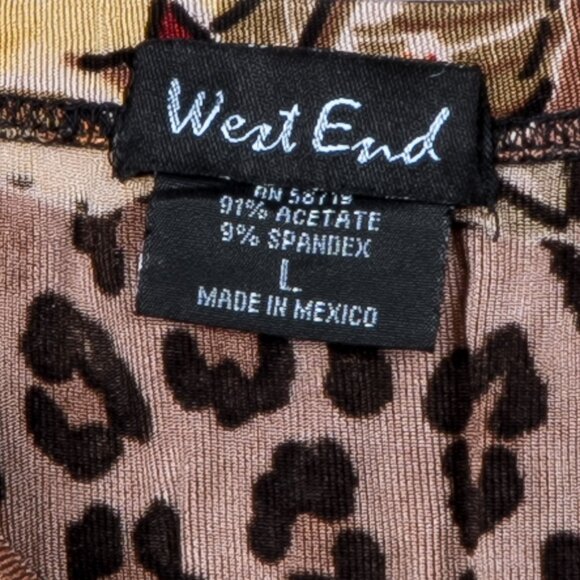 West End
RN 58719
91% ACETATE
9% SPANDEX
L
MADE IN MEXICO